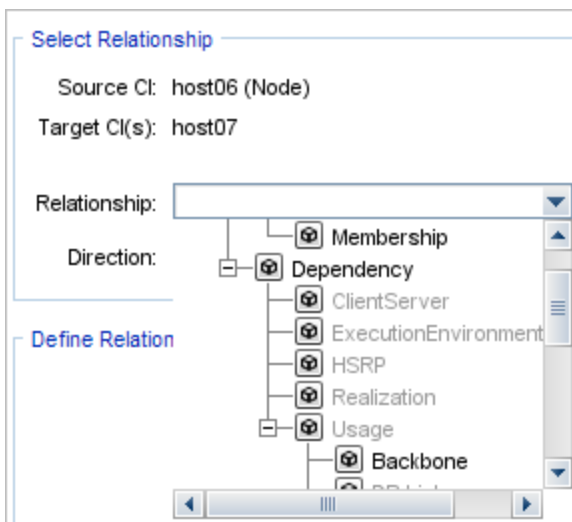 Select Relationship
Source CI: host06 (Node)
Target CI(s): host07
Relationship:
Membership
Direction:
Dependency
ClientServer
ExecutionEnvironment
Define Relation
HSRP
Realization
Usage
Backbone